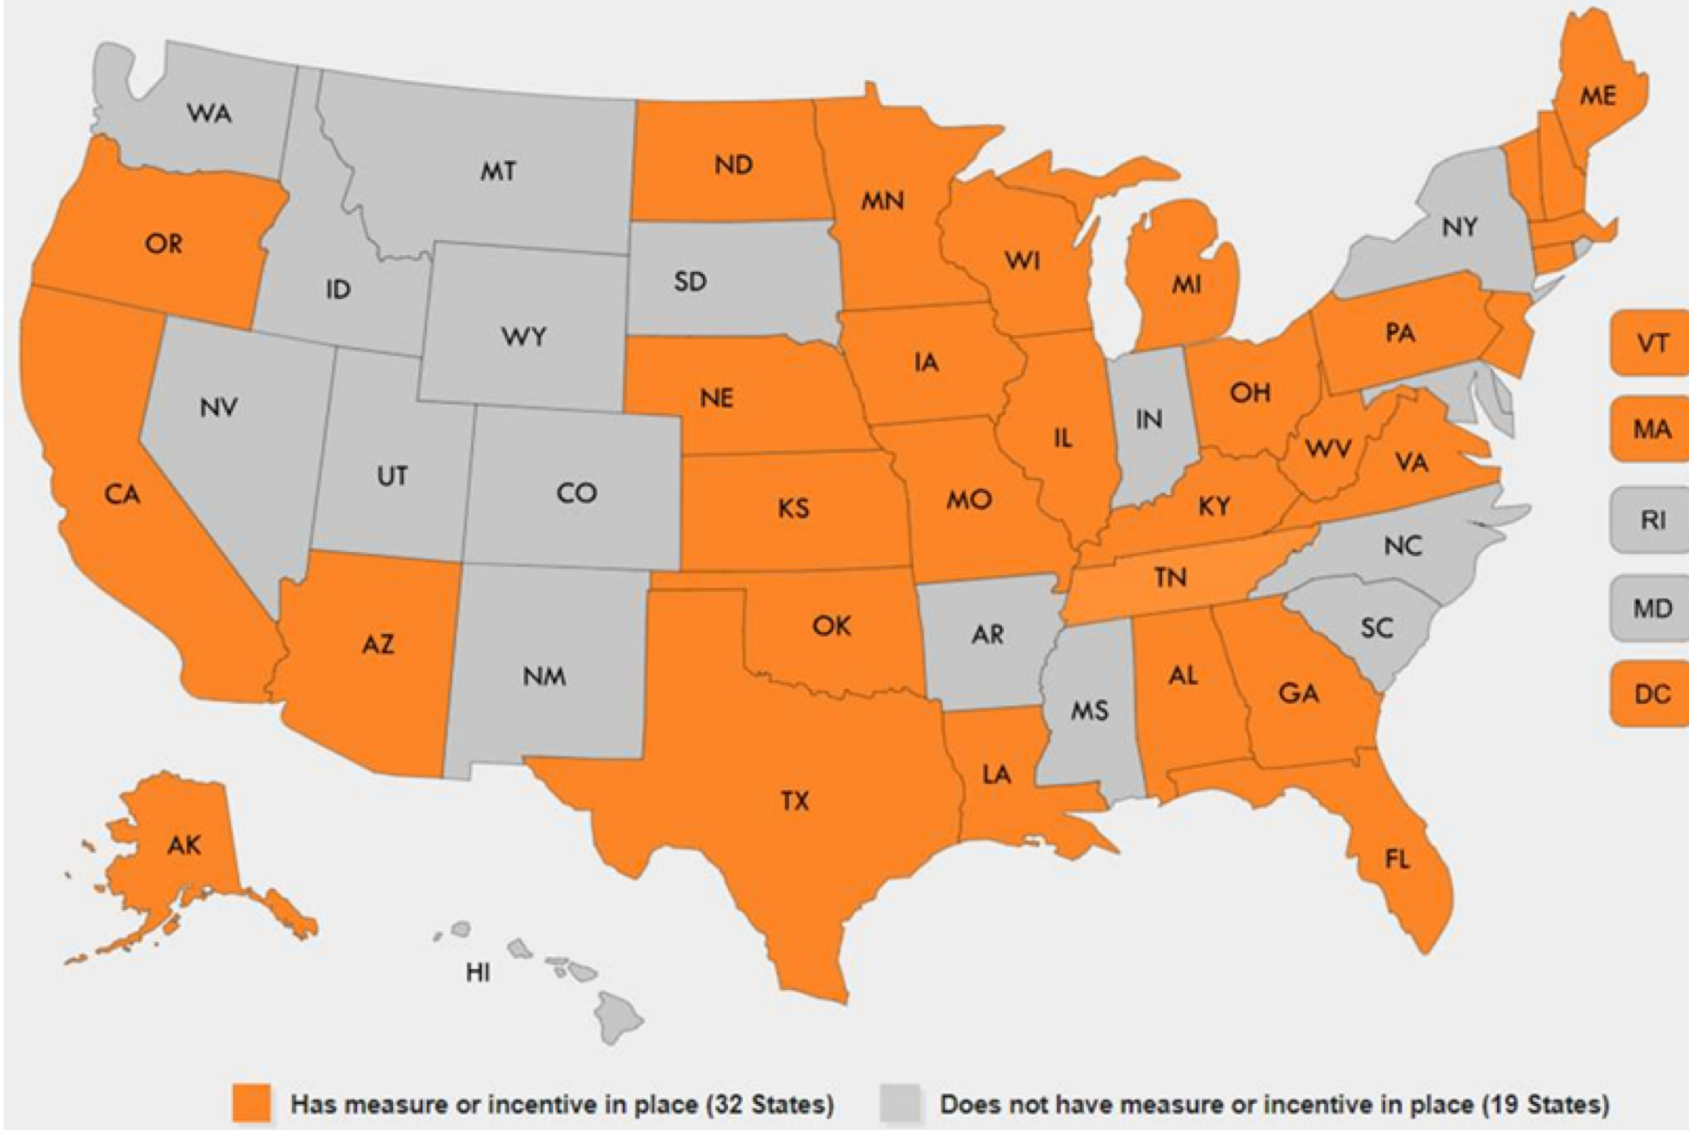 ME
WA
ND
MT
MN
NY
OR
WI
SD
MI
ID
WY
PA
VT
IA
OH
NE
NV
IN
MA
IL
WV
VA
UT
CA
CO
MO
KS
KY
RI
NC
TN
MD
OK
SC
AR
AZ
NM
AL
GA
DC
MS
LA
TX
AK
FL
HI
Has measure or incentive in place (32 States)
Does not have measure or incentive in place (19 States)